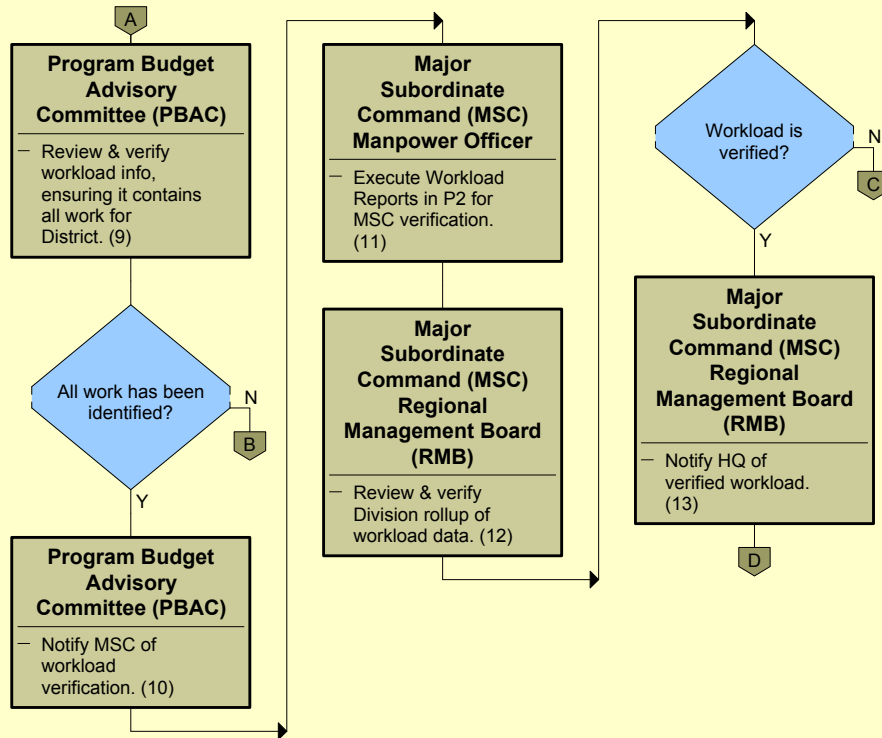 A
Program Budget
Advisory
Committee (PBAC)
— Review & verify
workload info,
ensuring it contains
all work for
District. (9)
All work has been
identified?
N
B
Y
Program Budget
Advisory
Committee (PBAC)
— Notify MSC of
workload
verification. (10)
Major
Subordinate
Command (MSC)
Manpower Officer
— Execute Workload
Reports in P2 for
MSC verification.
(11)
Major
Subordinate
Command (MSC)
Regional
Management Board
(RMB)
— Review & verify
Division rollup of
workload data. (12)
Workload is
verified?
N
C
Y
Major
Subordinate
Command (MSC)
Regional
Management Board
(RMB)
— Notify HQ of
verified workload.
(13)
D